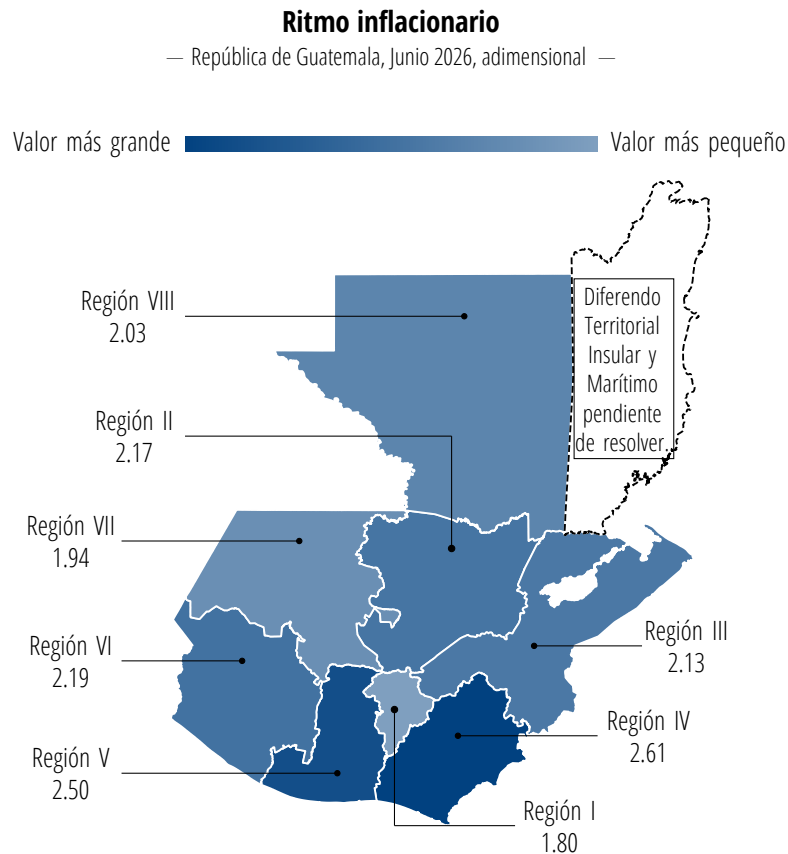 Ritmo inflacionario
— República de Guatemala, Junio 2026, adimensional —
Valor más grande
Valor más pequeño
Diferendo
Territorial
Insular y
Marítimo
pendiente
de resolver
Región VIII
2.03
Región II
2.17
Región VII
1.94
Región III
2.13
Región VI
2.19
Región IV
2.61
Región V
2.50
Región I
1.80